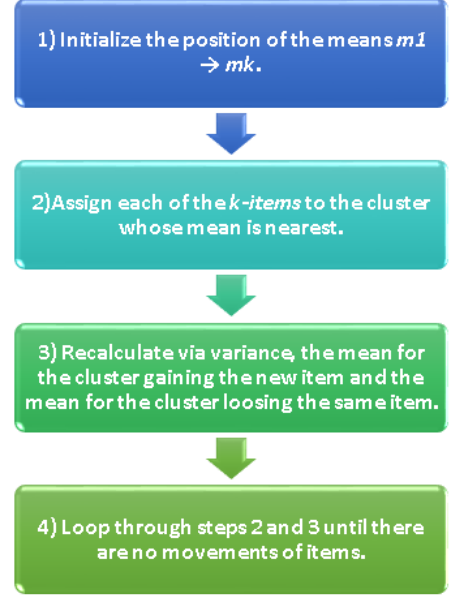 1) Initialize the position of the means m1
→ mk.
2)Assign each of the k-items to the cluster
whose mean is nearest.
3) Recalculate via variance, the mean for
the cluster gaining the new item and the
mean for the cluster loosing the same item.
4) Loop through steps 2 and 3 until there
are no movements of items.